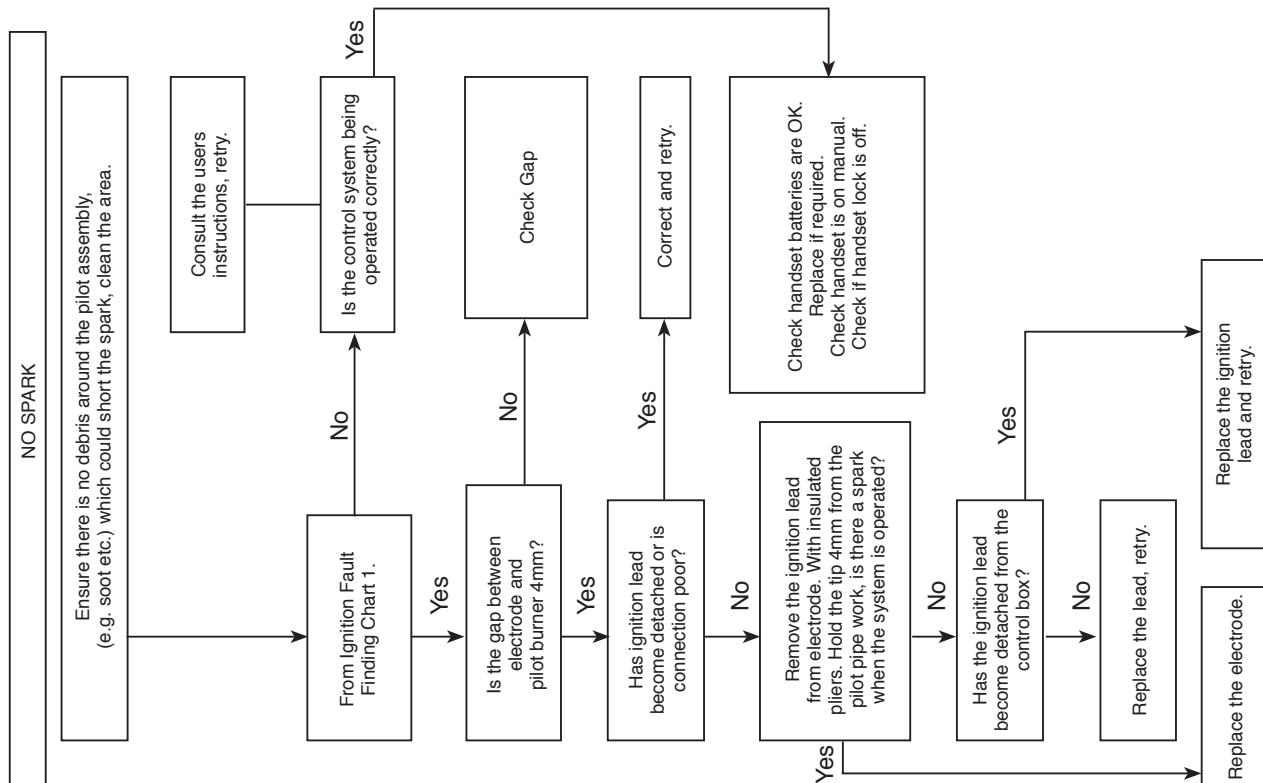 NO SPARK
Ensure there is no debris around the pilot assembly,
(e.g. soot etc.) which could short the spark, clean the area.
Consult the users
instructions, retry.
From Ignition Fault
Finding Chart 1.
No
Is the control system being
operated correctly?
Yes
Yes
Is the gap between
electrode and
pilot burner 4mm?
No
Check Gap
Yes
Has ignition lead
become detached or is
connection poor?
Yes
Correct and retry.
No
Check handset batteries are OK.
Replace if required.
Check handset is on manual.
Check if handset lock is off.
Remove the ignition lead
from electrode. With insulated
pliers. Hold the tip 4mm from the
pilot pipe work, is there a spark
when the system is operated?
Yes
No
Has the ignition lead
become detached from the
control box?
Yes
No
Replace the lead, retry.
Replace the electrode.
Replace the ignition
lead and retry.